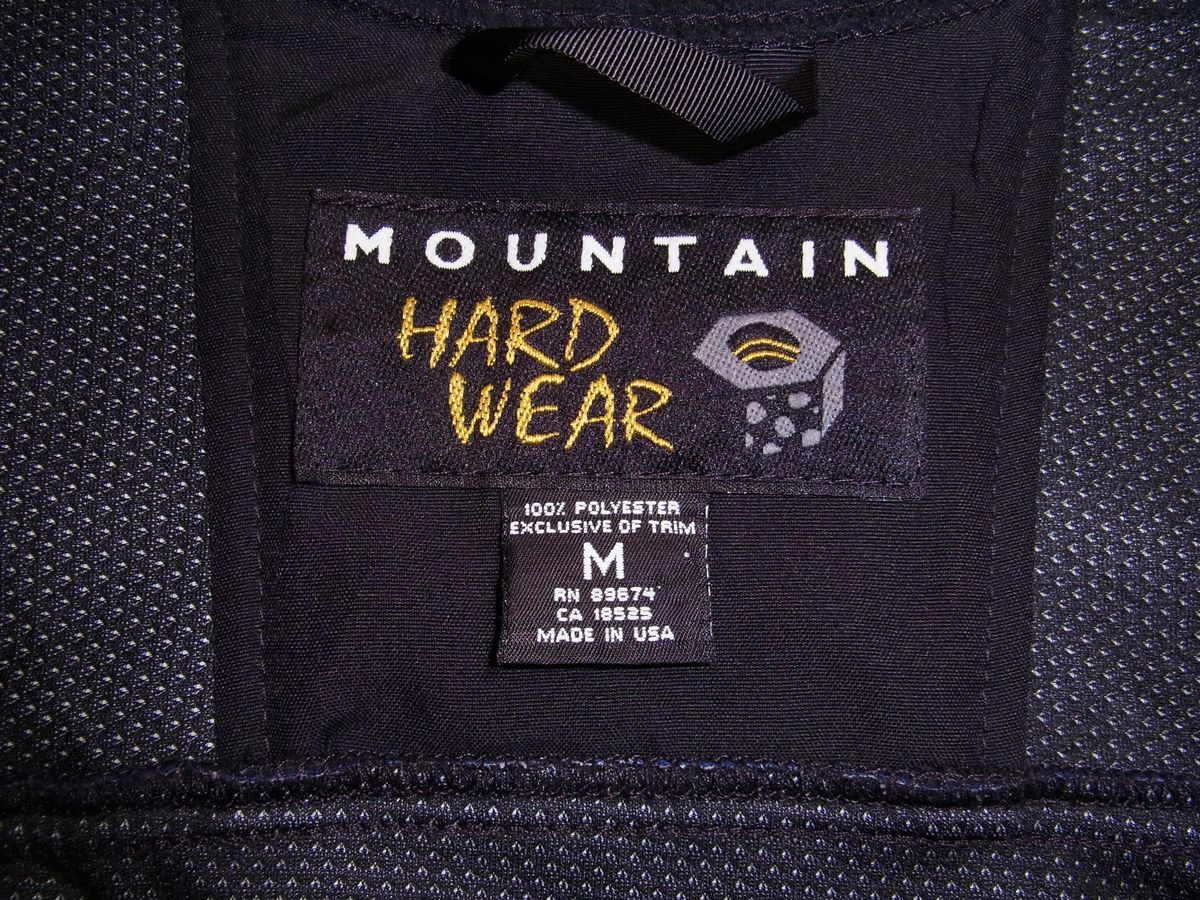 MOUNTAIN
HARD
WEAR
100% POLYESTER
EXCLUSIVE OF TRIM
M
RN 89674
CA 18525
MADE IN USA